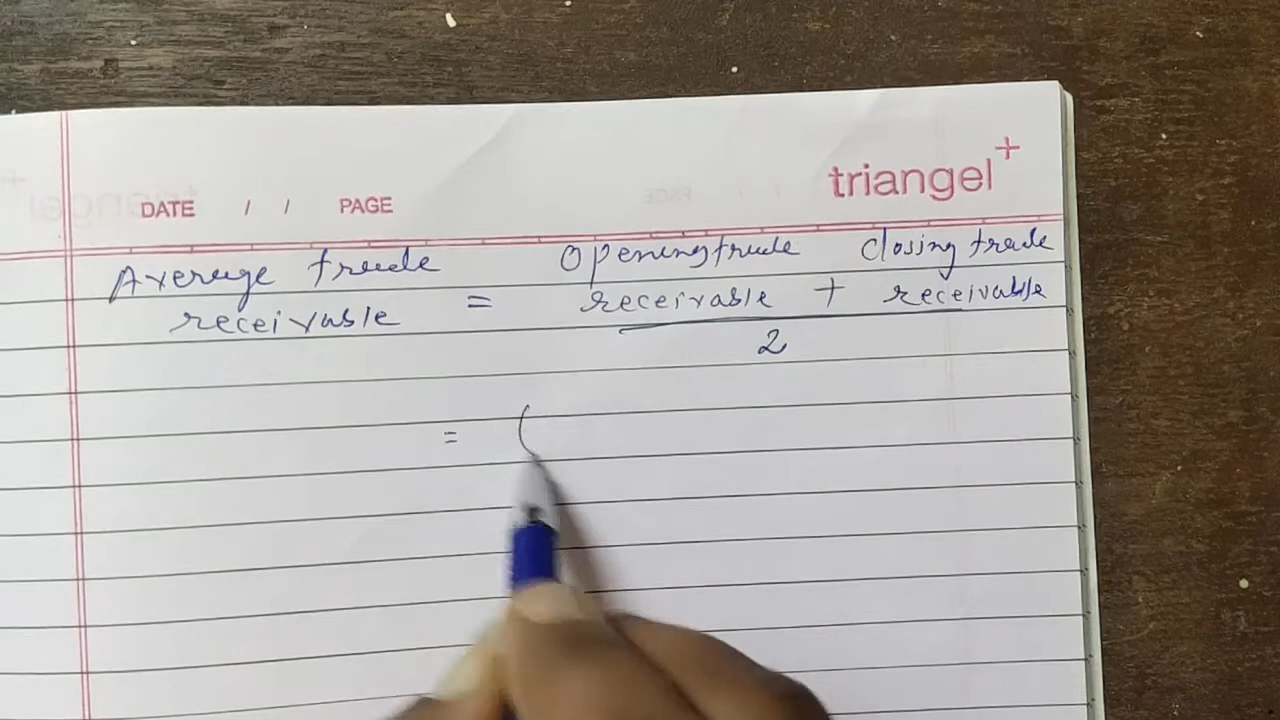 triangel+
DATE / / PAGE
Average trade Opening trade Closing trade
receivable = receivable + receivable
2
= (